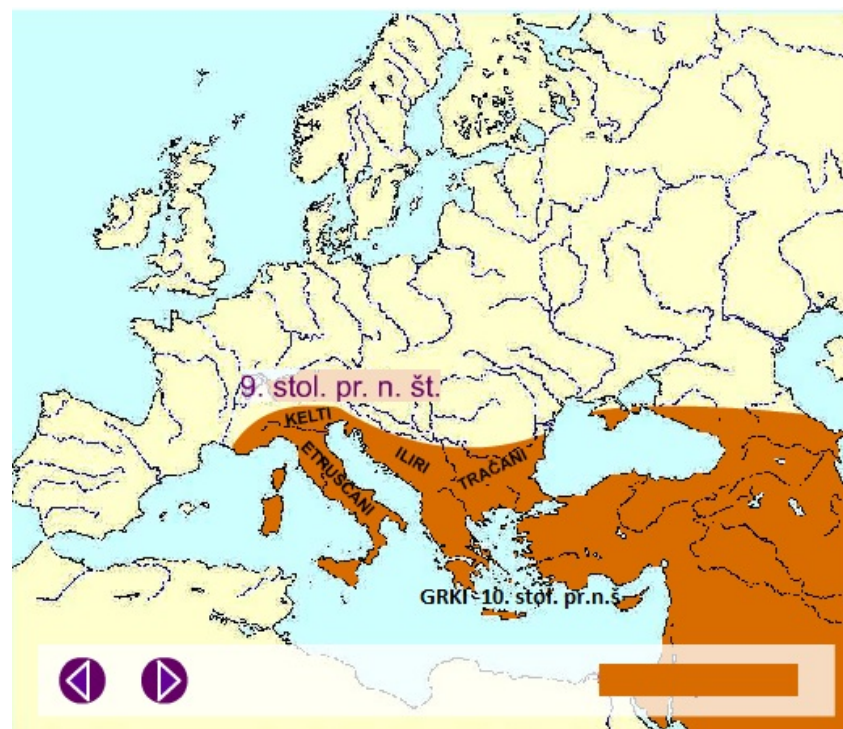 9. stol. pr. n. št.
KELTI
ETRUŠČANI
ILIRI
TRAČANI
GRKI -10. stol. pr.n.š